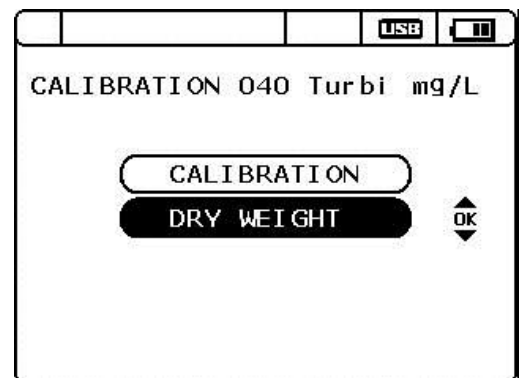 USB
CALIBRATION 040 Turbi mg/L
CALIBRATION
DRY WEIGHT
OK